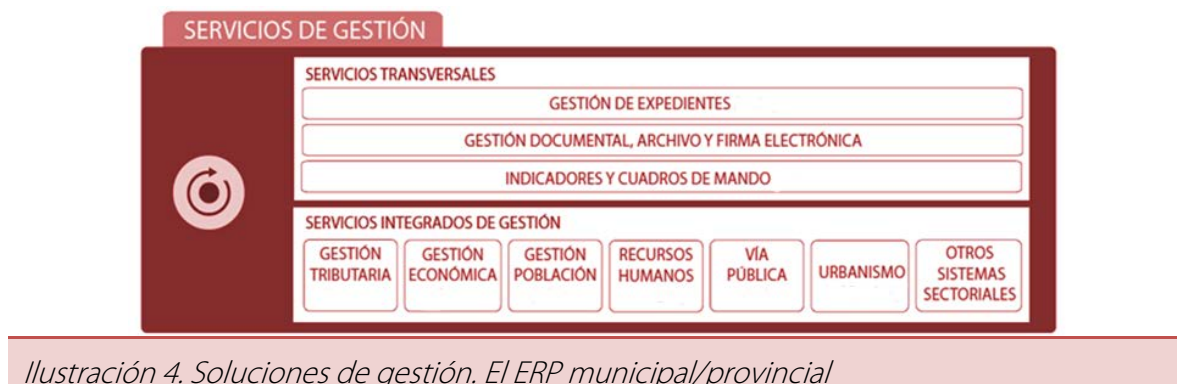 SERVICIOS DE GESTIÓN
SERVICIOS TRANSVERSALES
GESTIÓN DE EXPEDIENTES
GESTIÓN DOCUMENTAL, ARCHIVO Y FIRMA ELECTRÓNICA
INDICADORES Y CUADROS DE MANDO
SERVICIOS INTEGRADOS DE GESTIÓN
GESTIÓN
TRIBUTARIA
GESTIÓN
ECONÓMICA
GESTIÓN
POBLACIÓN
RECURSOS
HUMANOS
VÍA
PÚBLICA
URBANISMO
OTROS
SISTEMAS
SECTORIALES
Ilustración 4. Soluciones de gestión. El ERP municipal/provincial